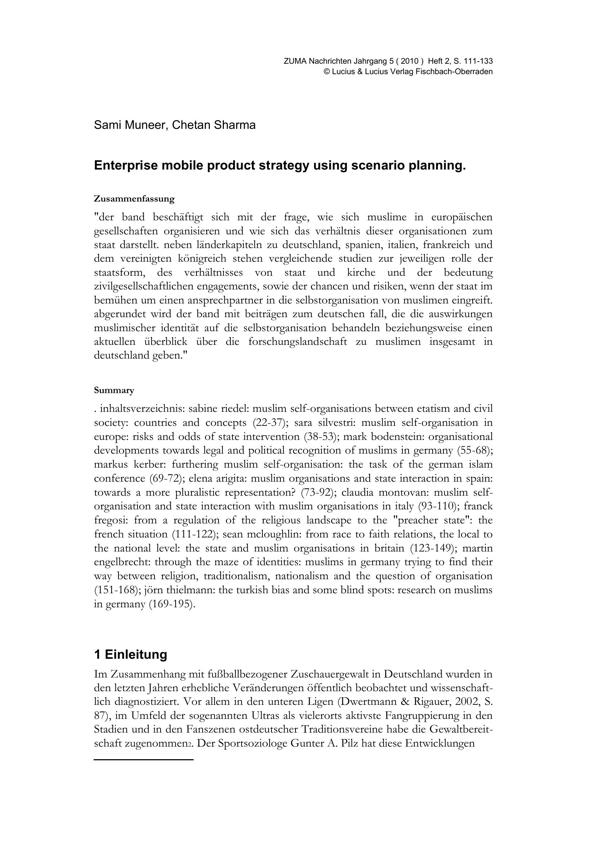 ZUMA Nachrichten Jahrgang 5 ( 2010 ) Heft 2, S. 111-133
© Lucius & Lucius Verlag Fischbach-Oberraden
Sami Muneer, Chetan Sharma
Enterprise mobile product strategy using scenario planning.
Zusammenfassung
"der band beschäftigt sich mit der frage, wie sich muslime in europäischen
gesellschaften organisieren und wie sich das verhältnis dieser organisationen zum
staat darstellt. neben länderkapiteln zu deutschland, spanien, italien, frankreich und
dem vereinigten königreich stehen vergleichende studien zur jeweiligen rolle der
staatsform, des verhältnisses von staat und kirche und der bedeutung
zivilgesellschaftlichen engagements, sowie der chancen und risiken, wenn der staat im
bemühen um einen ansprechpartner in die selbstorganisation von muslimen eingreift.
abgerundet wird der band mit beiträgen zum deutschen fall, die die auswirkungen
muslimischer identität auf die selbstorganisation behandeln beziehungsweise einen
aktuellen überblick über die forschungslandschaft zu muslimen insgesamt in
deutschland geben."
Summary
. inhaltsverzeichnis: sabine riedel: muslim self-organisations between etatism and civil
society: countries and concepts (22-37); sara silvestri: muslim self-organisation in
europe: risks and odds of state intervention (38-53); mark bodenstein: organisational
developments towards legal and political recognition of muslims in germany (55-68);
markus kerber: furthering muslim self-organisation: the task of the german islam
conference (69-72); elena arigita: muslim organisations and state interaction in spain:
towards a more pluralistic representation? (73-92); claudia montovan: muslim self-
organisation and state interaction with muslim organisations in italy (93-110); franck
fregosi: from a regulation of the religious landscape to the "preacher state": the
french situation (111-122); sean mcloughlin: from race to faith relations, the local to
the national level: the state and muslim organisations in britain (123-149); martin
engelbrecht: through the maze of identities: muslims in germany trying to find their
way between religion, traditionalism, nationalism and the question of organisation
(151-168); jörn thielmann: the turkish bias and some blind spots: research on muslims
in germany (169-195).
1 Einleitung
Im Zusammenhang mit fußballbezogener Zuschauergewalt in Deutschland wurden in
den letzten Jahren erhebliche Veränderungen öffentlich beobachtet und wissenschaft-
lich diagnostiziert. Vor allem in den unteren Ligen (Dwertmann & Rigauer, 2002, S.
87), im Umfeld der sogenannten Ultras als vielerorts aktivste Fangruppierung in den
Stadien und in den Fanszenen ostdeutscher Traditionsvereine habe die Gewaltbereit-
schaft zugenommen2. Der Sportsoziologe Gunter A. Pilz hat diese Entwicklungen